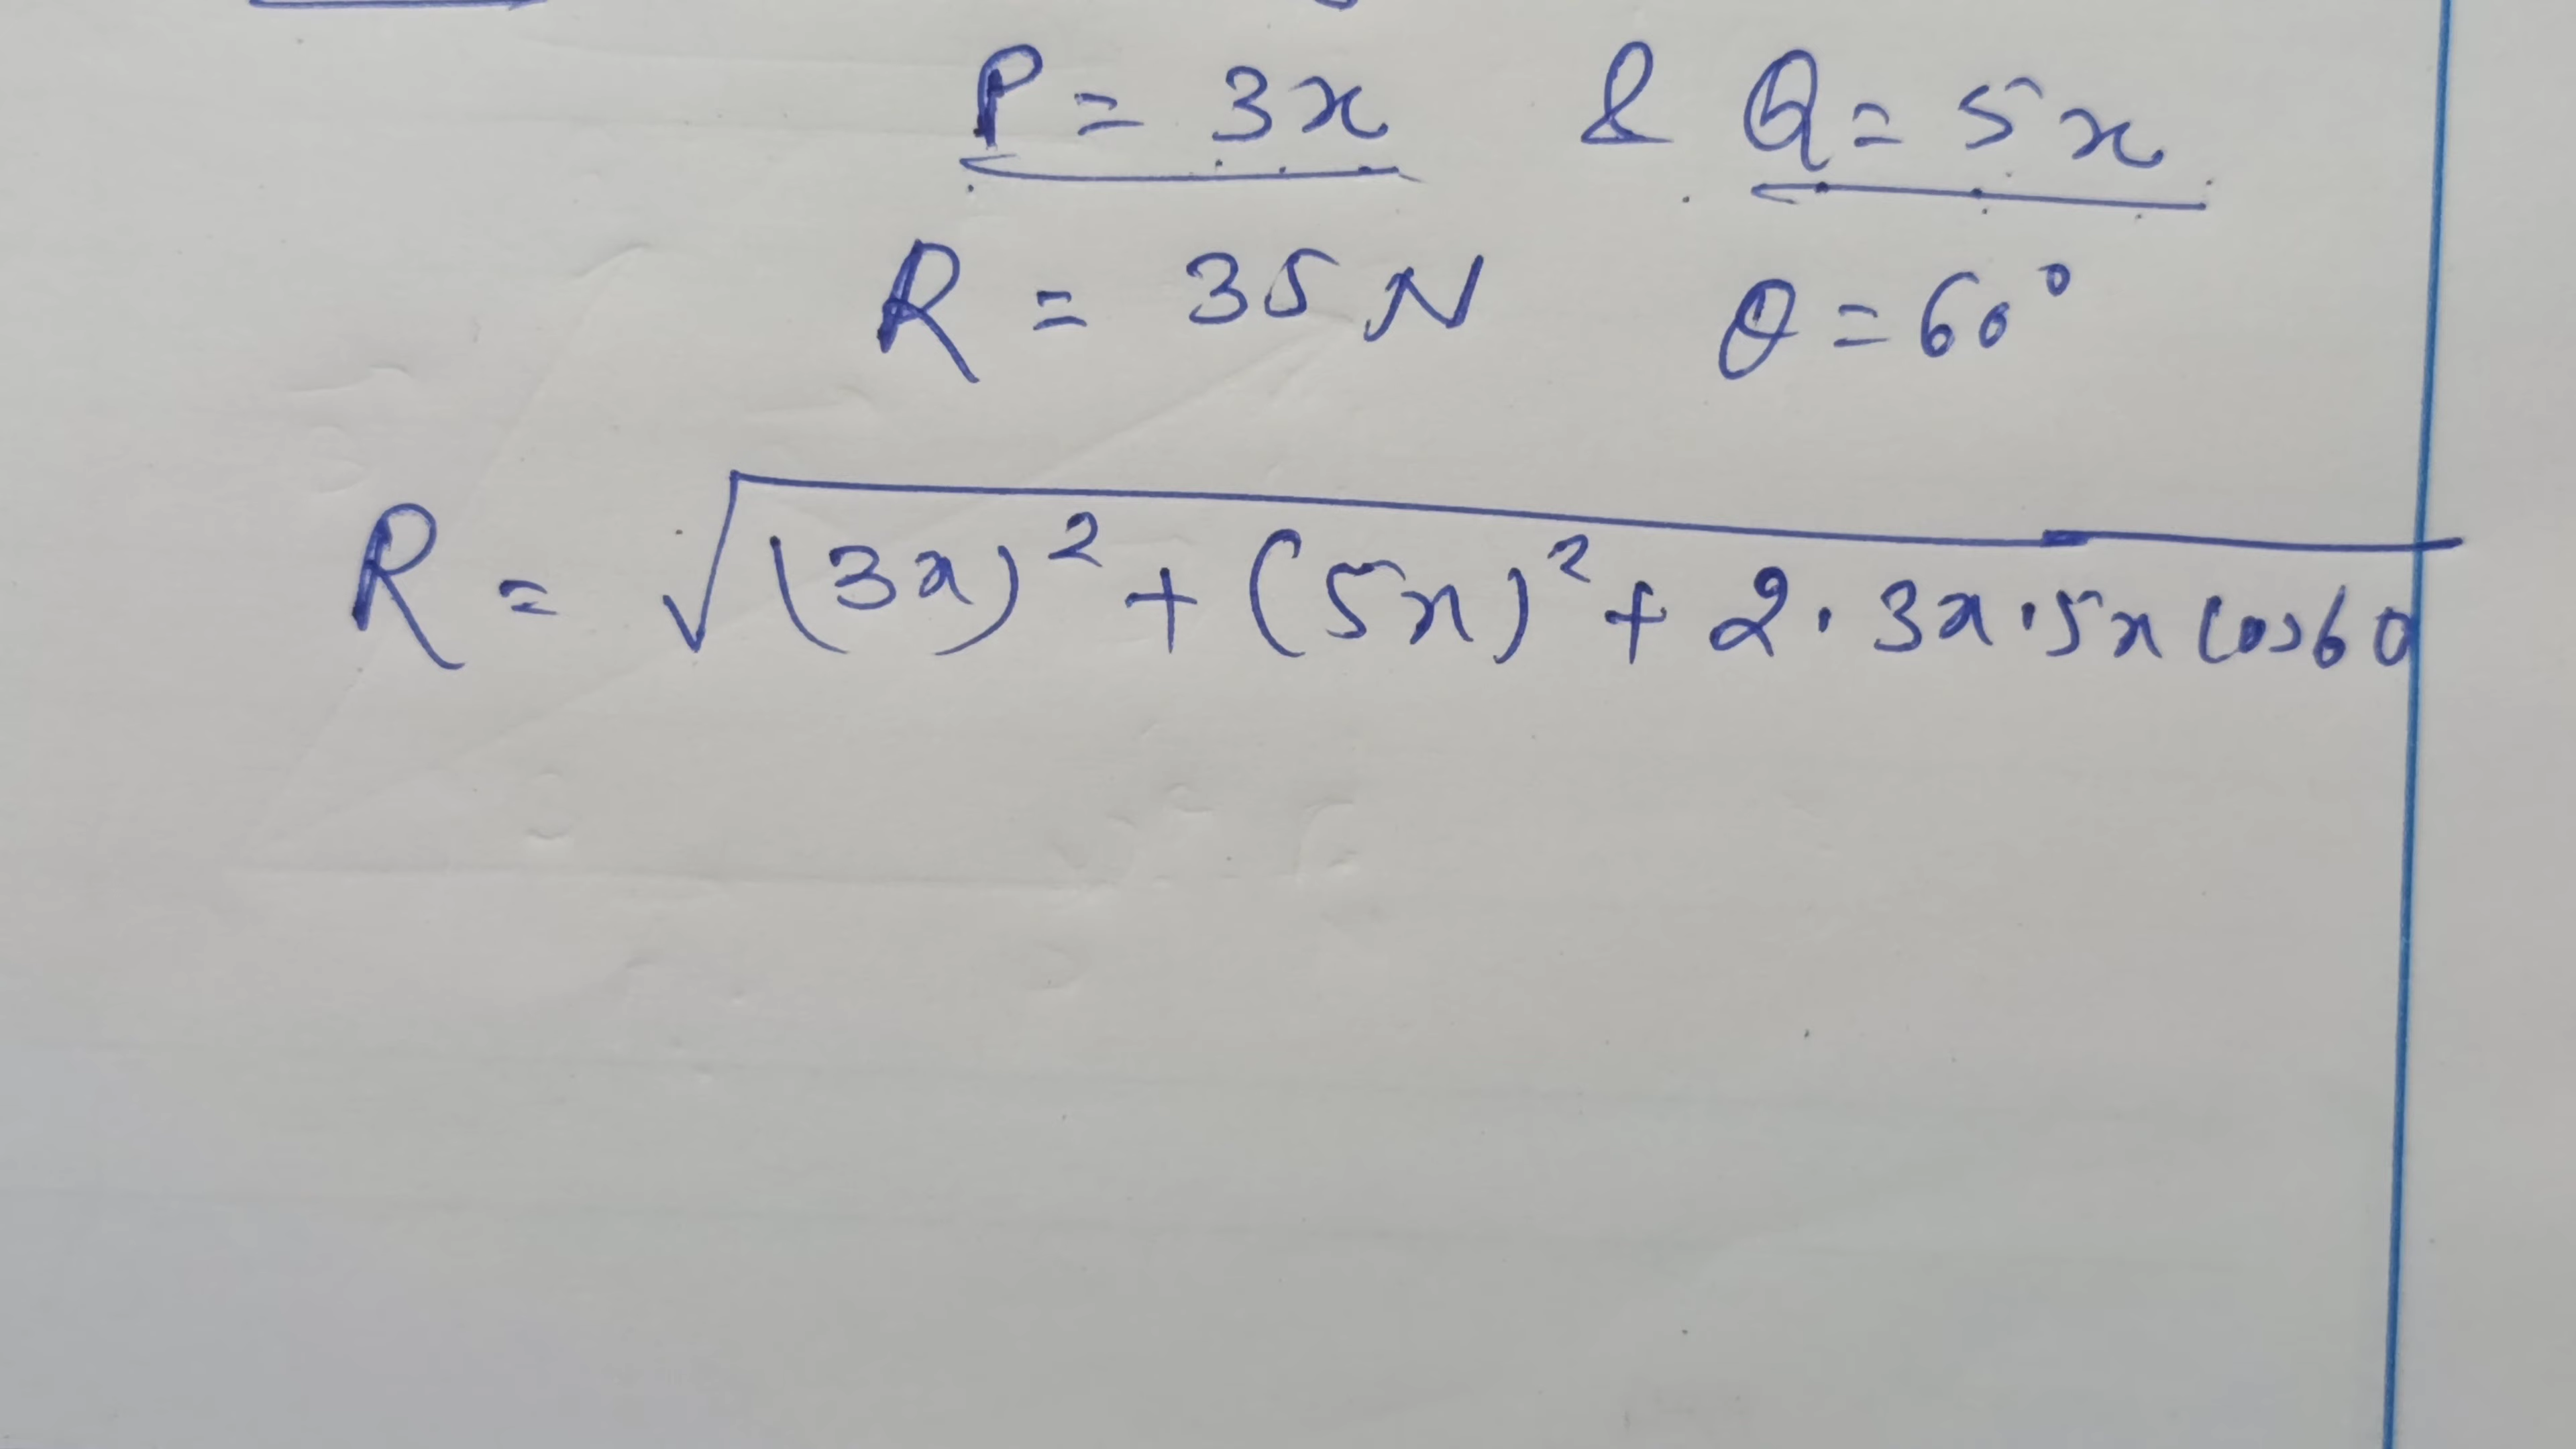 P = 3x & Q = 5x
R = 35 N θ = 60°
R = √(3x)² + (5x)² + 2 · 3x · 5x Cos60